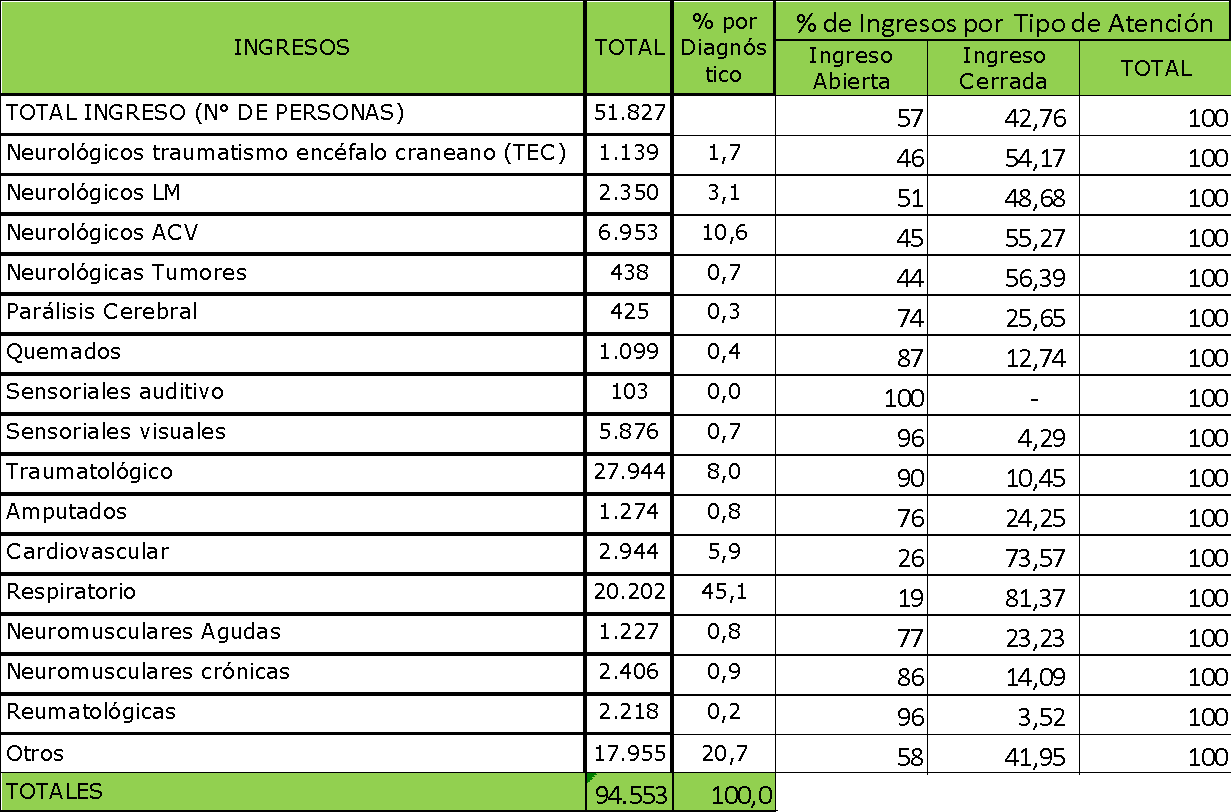 INGRESOS TOTAL % por Diagnós tico % de Ingresos por Tipo de Atención
Ingreso Abierta Ingreso Cerrada TOTAL
TOTAL INGRESO (N° DE PERSONAS) 51.827 57 42,76 100
Neurológicos traumatismo encéfalo craneano (TEC) 1.139 1,7 46 54,17 100
Neurológicos LM 2.350 3,1 51 48,68 100
Neurológicos ACV 6.953 10,6 45 55,27 100
Neurológicas Tumores 438 0,7 44 56,39 100
Parálisis Cerebral 425 0,3 74 25,65 100
Quemados 1.099 0,4 87 12,74 100
Sensoriales auditivo 103 0,0 100 - 100
Sensoriales visuales 5.876 0,7 96 4,29 100
Traumatológico 27.944 8,0 90 10,45 100
Amputados 1.274 0,8 76 24,25 100
Cardiovascular 2.944 5,9 26 73,57 100
Respiratorio 20.202 45,1 19 81,37 100
Neuromusculares Agudas 1.227 0,8 77 23,23 100
Neuromusculares crónicas 2.406 0,9 86 14,09 100
Reumatológicas 2.218 0,2 96 3,52 100
Otros 17.955 20,7 58 41,95 100
TOTALES 94.553 100,0